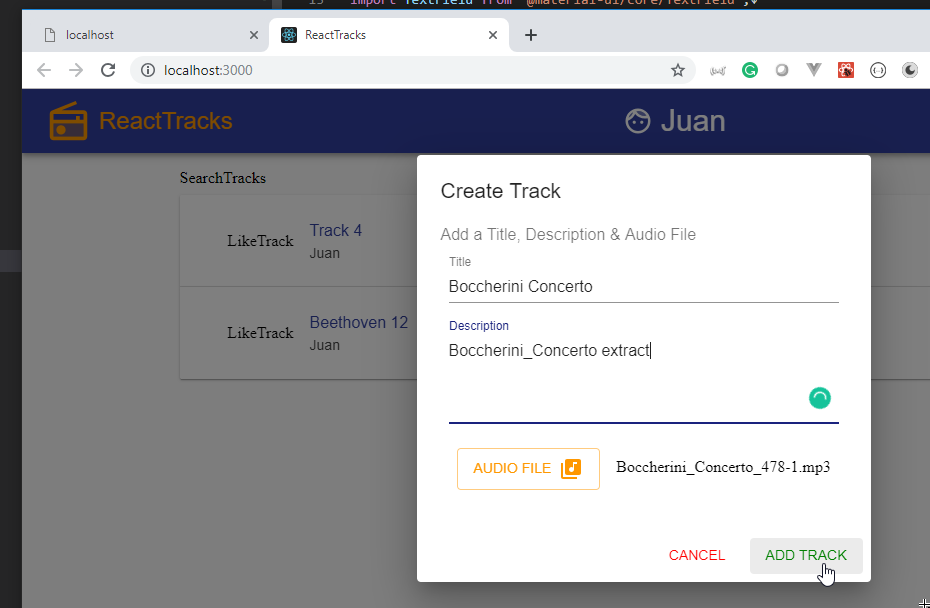 import TextField from "@material-ui/core/TextField";
localhost
ReactTracks
localhost:3000
ReactTracks
Juan
SearchTracks
LikeTrack
Track 4
Juan
LikeTrack
Beethoven 12
Juan
Create Track
Add a Title, Description & Audio File
Title
Boccherini Concerto
Description
Boccherini_Concerto extract
AUDIO FILE
Boccherini_Concerto_478-1.mp3
CANCEL
ADD TRACK